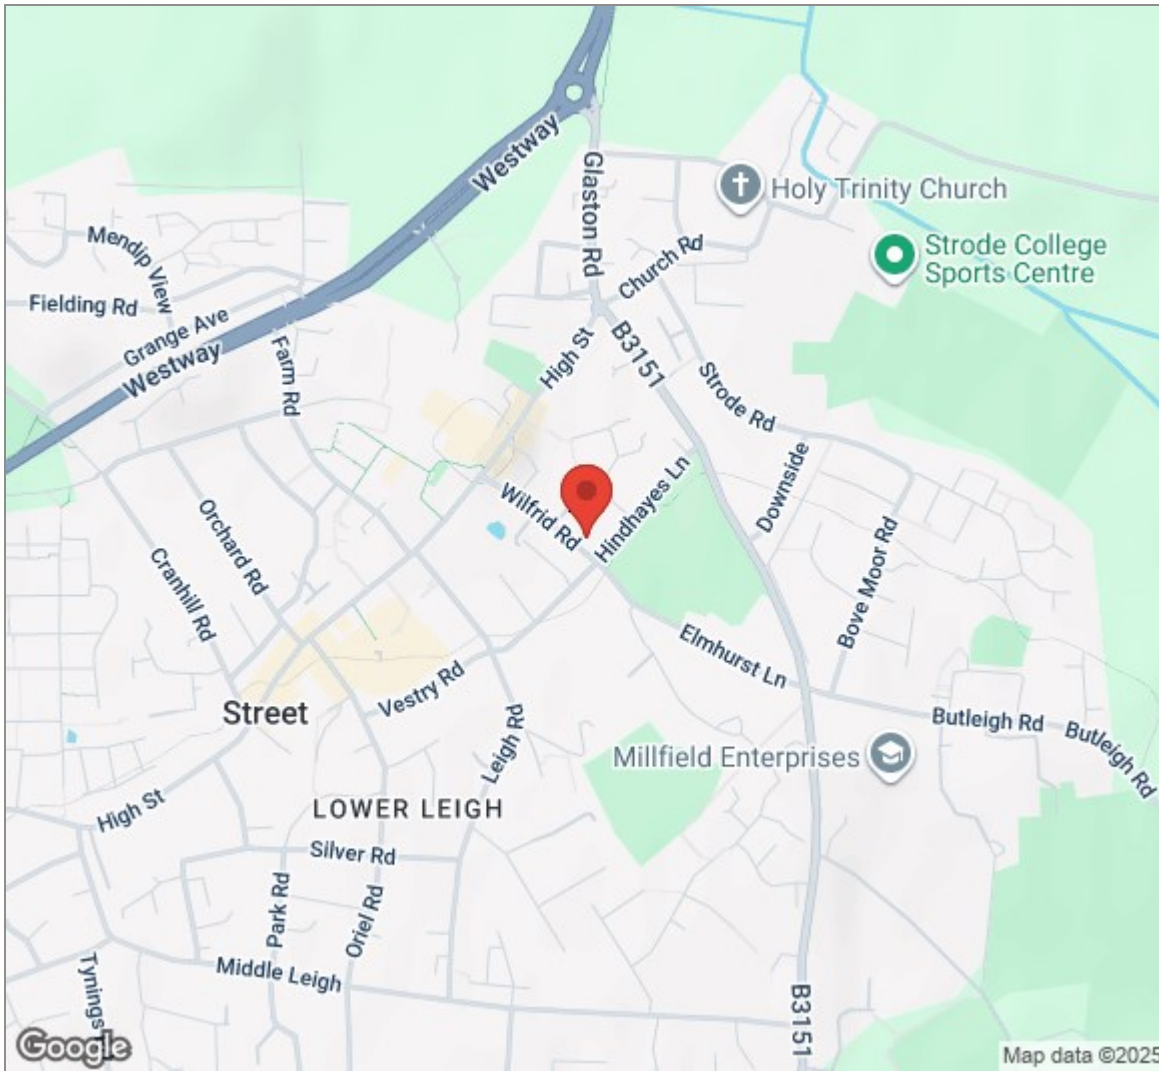 Westway
Glaston Rd
Holy Trinity Church
Mendip View
Church Rd
Strode College
Sports Centre
Fielding Rd
Grange Ave
Westway
Farm Rd
High St
B3151
Strode Rd
Downside
Wilfrid Rd
Hindhayes Ln
Orchard Rd
Cranhill Rd
Bove Moor Rd
Elmhurst Ln
Vestry Rd
Street
Leigh Rd
Butleigh Rd
Butleigh Rd
Millfield Enterprises
High St
LOWER LEIGH
Silver Rd
Park Rd
Oriel Rd
Middle Leigh
Tynings
B3151
Google
Map data ©2025